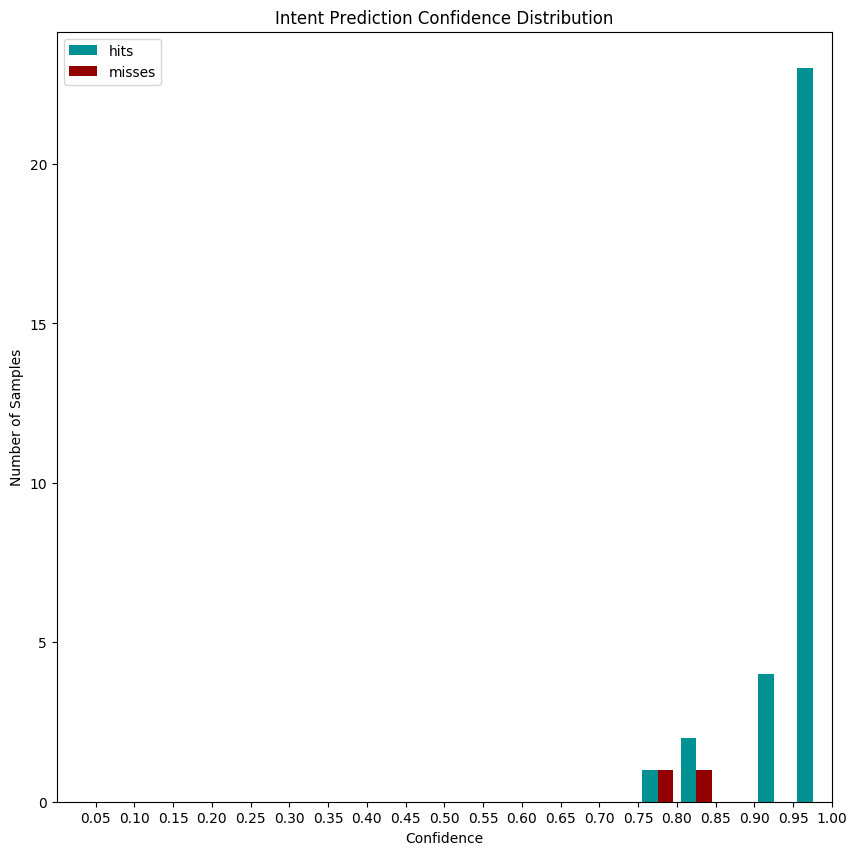 Intent Prediction Confidence Distribution
hits
misses
20
15
10
5
0
0.05 0.10 0.15 0.20 0.25 0.30 0.35 0.40 0.45 0.50 0.55 0.60 0.65 0.70 0.75 0.80 0.85 0.90 0.95 1.00
Confidence
Number of Samples